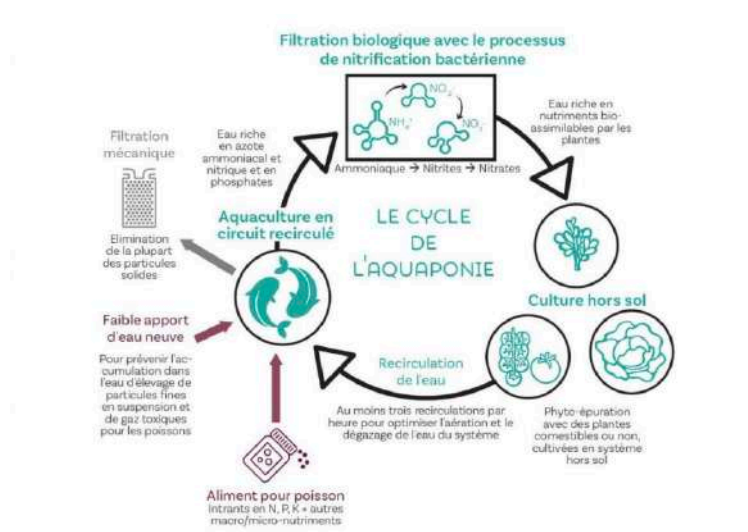 Filtration biologique avec le processus
de nitrification bactérienne
NO₂⁻
NH₄⁺
NO₃⁻
Ammoniaque → Nitrites → Nitrates
Eau riche en
nutriments bio-
assimilables par les
plantes
Eau riche
en azote
ammoniacal et
nitrique et en
phosphates
Filtration
mécanique
Elimination
de la plupart
des particules
solides
Aquaculture en
circuit recirculé
LE CYCLE
DE
L'AQUAPONIE
Culture hors sol
Phyto-épuration
avec des plantes
comestibles ou non,
cultivées en système
hors sol
Recirculation
de l'eau
Au moins trois recirculations par
heure pour optimiser l'aération et le
dégazage de l'eau du système
Faible apport
d'eau neuve
Pour prévenir l'ac-
cumulation dans
l'eau d'élevage de
particules fines
en suspension et
de gaz toxiques
pour les poissons
Aliment pour poisson
Intrants en N, P, K + autres
macro/micro-nutriments